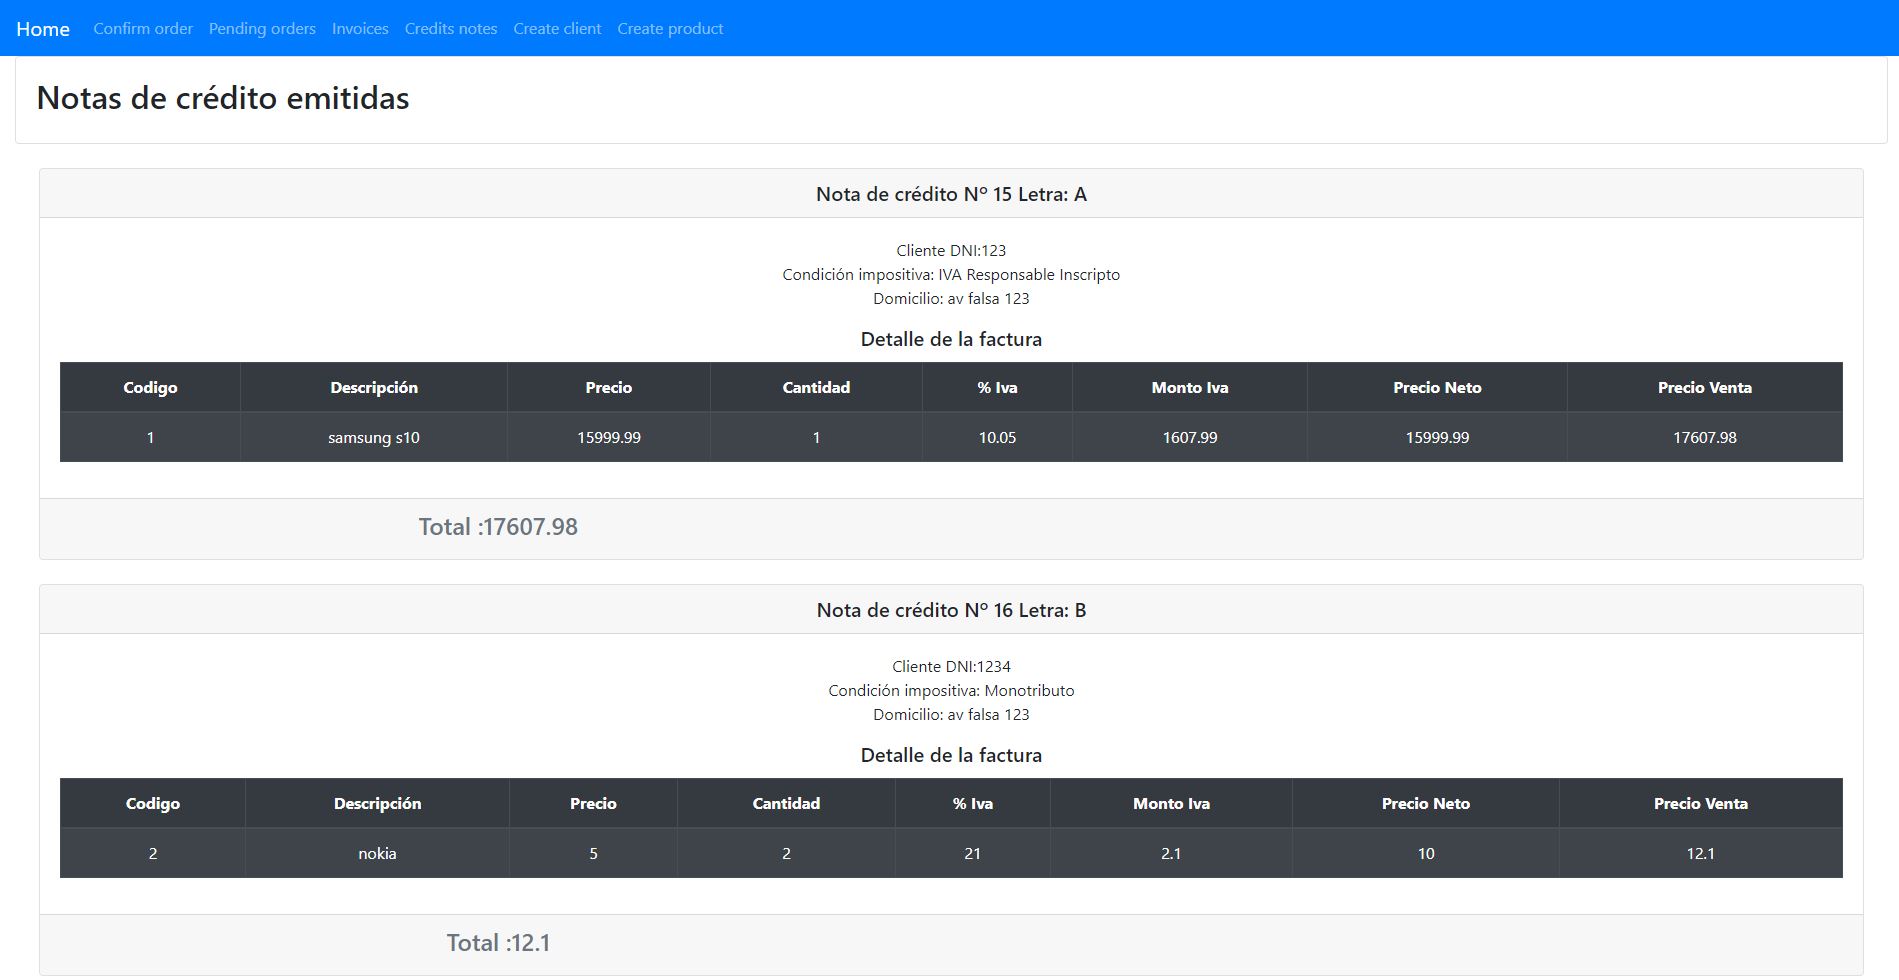 Home Confirm order Pending orders Invoices Credits notes Create client Create product
Notas de crédito emitidas
Nota de crédito Nº 15 Letra: A
Cliente DNI:123
Condición impositiva: IVA Responsable Inscripto
Domicilio: av falsa 123
Detalle de la factura
Codigo Descripción Precio Cantidad % Iva Monto Iva Precio Neto Precio Venta
1 samsung s10 15999.99 1 10.05 1607.99 15999.99 17607.98
Total :17607.98
Nota de crédito Nº 16 Letra: B
Cliente DNI:1234
Condición impositiva: Monotributo
Domicilio: av falsa 123
Detalle de la factura
Codigo Descripción Precio Cantidad % Iva Monto Iva Precio Neto Precio Venta
2 nokia 5 2 21 2.1 10 12.1
Total :12.1